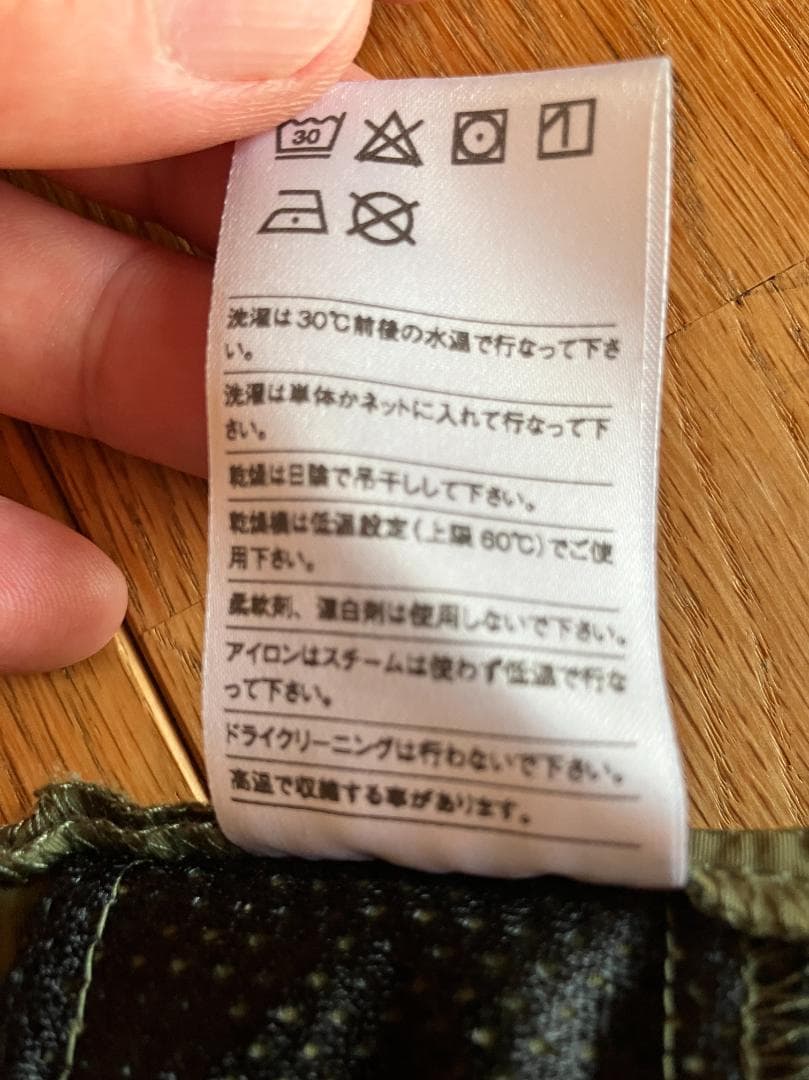 30
洗濯は30℃前後の水温で行なって下さ
い。
洗濯は単体かネットに入れて行なって下
さい。
乾燥は日陰で吊干しして下さい。
乾燥機は低温設定(上限60℃)でご使
用下さい。
柔軟剤、漂白剤は使用しないで下さい。
アイロンはスチームは使わず低温で行な
って下さい。
ドライクリーニングは行わないで下さい。
高温で収縮する事があります。